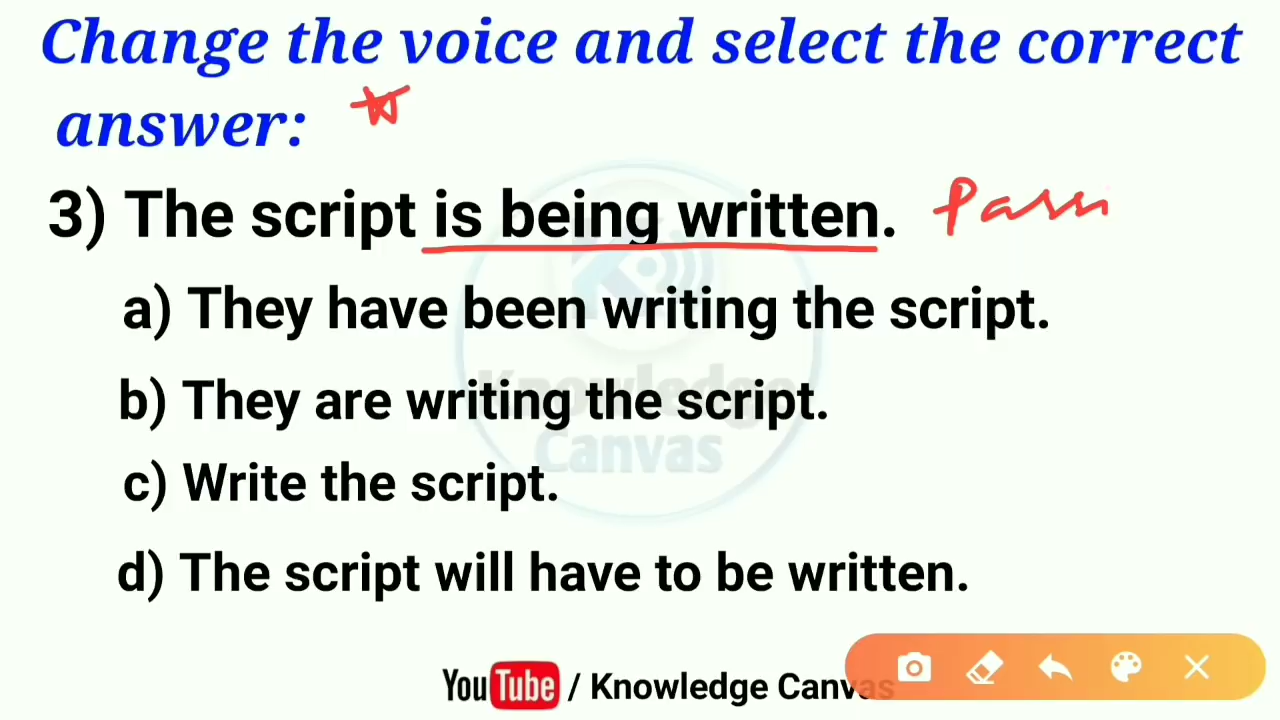 Change the voice and select the correct
answer:
3) The script is being written.
a) They have been writing the script.
b) They are writing the script.
Knowledge
Canvas
c) Write the script.
d) The script will have to be written.
YouTube / Knowledge Canvas